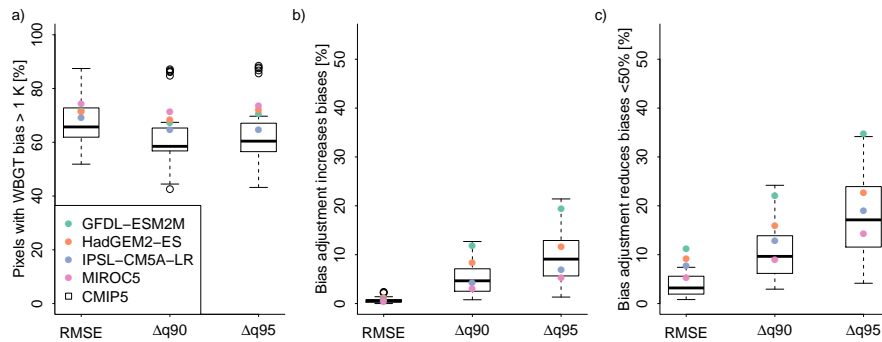 a)
Pixels with WBGT bias > 1 K [%]
100
80
60
40
20
0
GFDL−ESM2M
HadGEM2−ES
IPSL−CM5A−LR
MIROC5
CMIP5
RMSE
Δq90
Δq95
b)
Bias adjustment increases biases [%]
50
40
30
20
10
0
RMSE
Δq90
Δq95
c)
Bias adjustment reduces biases <50% [%]
50
40
30
20
10
0
RMSE
Δq90
Δq95